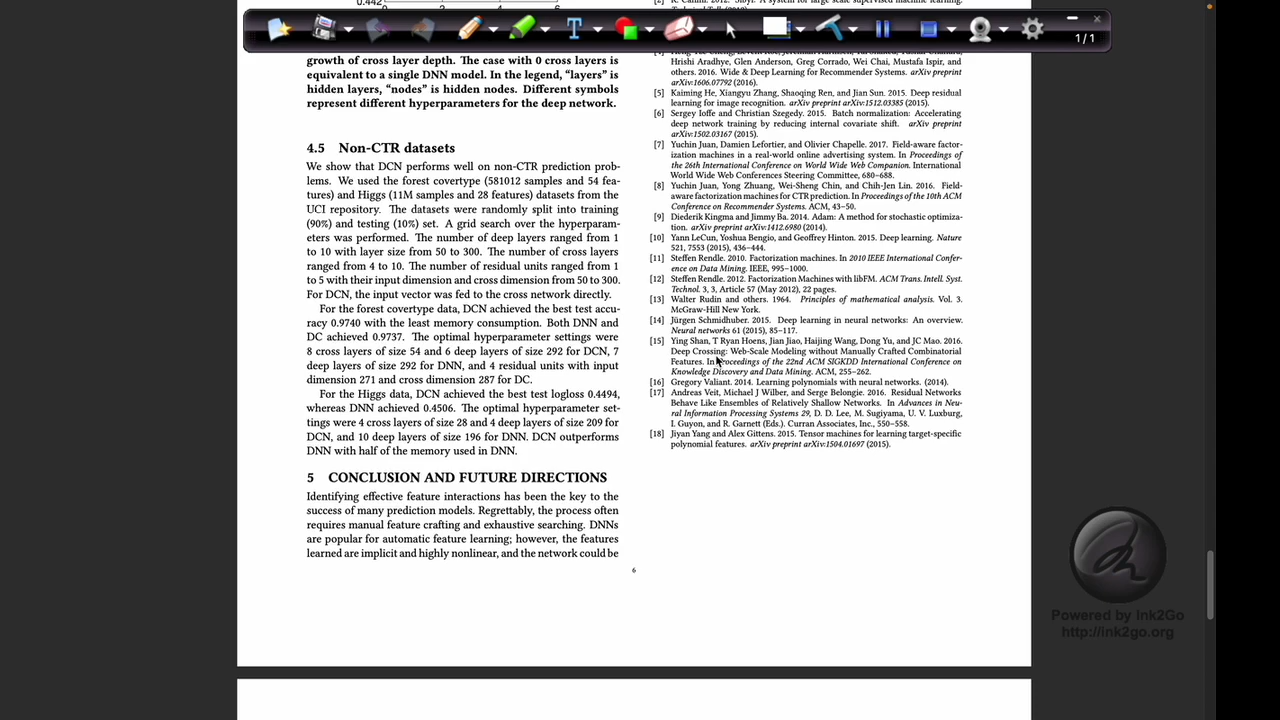 0.442
0 2 4 6
1/1
growth of cross layer depth. The case with 0 cross layers is
equivalent to a single DNN model. In the legend, “layers” is
hidden layers, “nodes” is hidden nodes. Different symbols
represent different hyperparameters for the deep network.
4.5 Non-CTR datasets
We show that DCN performs well on non-CTR prediction prob-
lems. We used the forest covertype (581012 samples and 54 fea-
tures) and Higgs (11M samples and 28 features) datasets from the
UCI repository. The datasets were randomly split into training
(90%) and testing (10%) set. A grid search over the hyperparam-
eters was performed. The number of deep layers ranged from 1
to 10 with layer size from 50 to 300. The number of cross layers
ranged from 4 to 10. The number of residual units ranged from 1
to 5 with their input dimension and cross dimension from 50 to 300.
For DCN, the input vector was fed to the cross network directly.
For the forest covertype data, DCN achieved the best test accu-
racy 0.9740 with the least memory consumption. Both DNN and
DC achieved 0.9737. The optimal hyperparameter settings were
8 cross layers of size 54 and 6 deep layers of size 292 for DCN, 7
deep layers of size 292 for DNN, and 4 residual units with input
dimension 271 and cross dimension 287 for DC.
For the Higgs data, DCN achieved the best test logloss 0.4494,
whereas DNN achieved 0.4506. The optimal hyperparameter set-
tings were 4 cross layers of size 28 and 4 deep layers of size 209 for
DCN, and 10 deep layers of size 196 for DNN. DCN outperforms
DNN with half of the memory used in DNN.
5 CONCLUSION AND FUTURE DIRECTIONS
Identifying effective feature interactions has been the key to the
success of many prediction models. Regrettably, the process often
requires manual feature crafting and exhaustive searching. DNNs
are popular for automatic feature learning; however, the features
learned are implicit and highly nonlinear, and the network could be
Hrishi Aradhye, Glen Anderson, Greg Corrado, Wei Chai, Mustafa Ispir, and
others. 2016. Wide & Deep Learning for Recommender Systems. arXiv preprint
arXiv:1606.07792 (2016).
[5] Kaiming He, Xiangyu Zhang, Shaoqing Ren, and Jian Sun. 2015. Deep residual
learning for image recognition. arXiv preprint arXiv:1512.03385 (2015).
[6] Sergey Ioffe and Christian Szegedy. 2015. Batch normalization: Accelerating
deep network training by reducing internal covariate shift. arXiv preprint
arXiv:1502.03167 (2015).
[7] Yuchin Juan, Damien Lefortier, and Olivier Chapelle. 2017. Field-aware factor-
ization machines in a real-world online advertising system. In Proceedings of
the 26th International Conference on World Wide Web Companion. International
World Wide Web Conferences Steering Committee, 680–688.
[8] Yuchin Juan, Yong Zhuang, Wei-Sheng Chin, and Chih-Jen Lin. 2016. Field-
aware factorization machines for CTR prediction. In Proceedings of the 10th ACM
Conference on Recommender Systems. ACM, 43–50.
[9] Diederik Kingma and Jimmy Ba. 2014. Adam: A method for stochastic optimiza-
tion. arXiv preprint arXiv:1412.6980 (2014).
[10] Yann LeCun, Yoshua Bengio, and Geoffrey Hinton. 2015. Deep learning. Nature
521, 7553 (2015), 436–444.
[11] Steffen Rendle. 2010. Factorization machines. In 2010 IEEE International Confer-
ence on Data Mining. IEEE, 995–1000.
[12] Steffen Rendle. 2012. Factorization Machines with libFM. ACM Trans. Intell. Syst.
Technol. 3, 3, Article 57 (May 2012), 22 pages.
[13] Walter Rudin and others. 1964. Principles of mathematical analysis. Vol. 3.
McGraw-Hill New York.
[14] Jürgen Schmidhuber. 2015. Deep learning in neural networks: An overview.
Neural networks 61 (2015), 85–117.
[15] Ying Shan, T Ryan Hoens, Jian Jiao, Haijing Wang, Dong Yu, and JC Mao. 2016.
Deep Crossing: Web-Scale Modeling without Manually Crafted Combinatorial
Features. In Proceedings of the 22nd ACM SIGKDD International Conference on
Knowledge Discovery and Data Mining. ACM, 255–262.
[16] Gregory Valiant. 2014. Learning polynomials with neural networks. (2014).
[17] Andreas Veit, Michael J Wilber, and Serge Belongie. 2016. Residual Networks
Behave Like Ensembles of Relatively Shallow Networks. In Advances in Neu-
ral Information Processing Systems 29, D. D. Lee, M. Sugiyama, U. V. Luxburg,
I. Guyon, and R. Garnett (Eds.). Curran Associates, Inc., 550–558.
[18] Jiyan Yang and Alex Gittens. 2015. Tensor machines for learning target-specific
polynomial features. arXiv preprint arXiv:1504.01697 (2015).
6
Powered by Ink2Go
http://ink2go.org